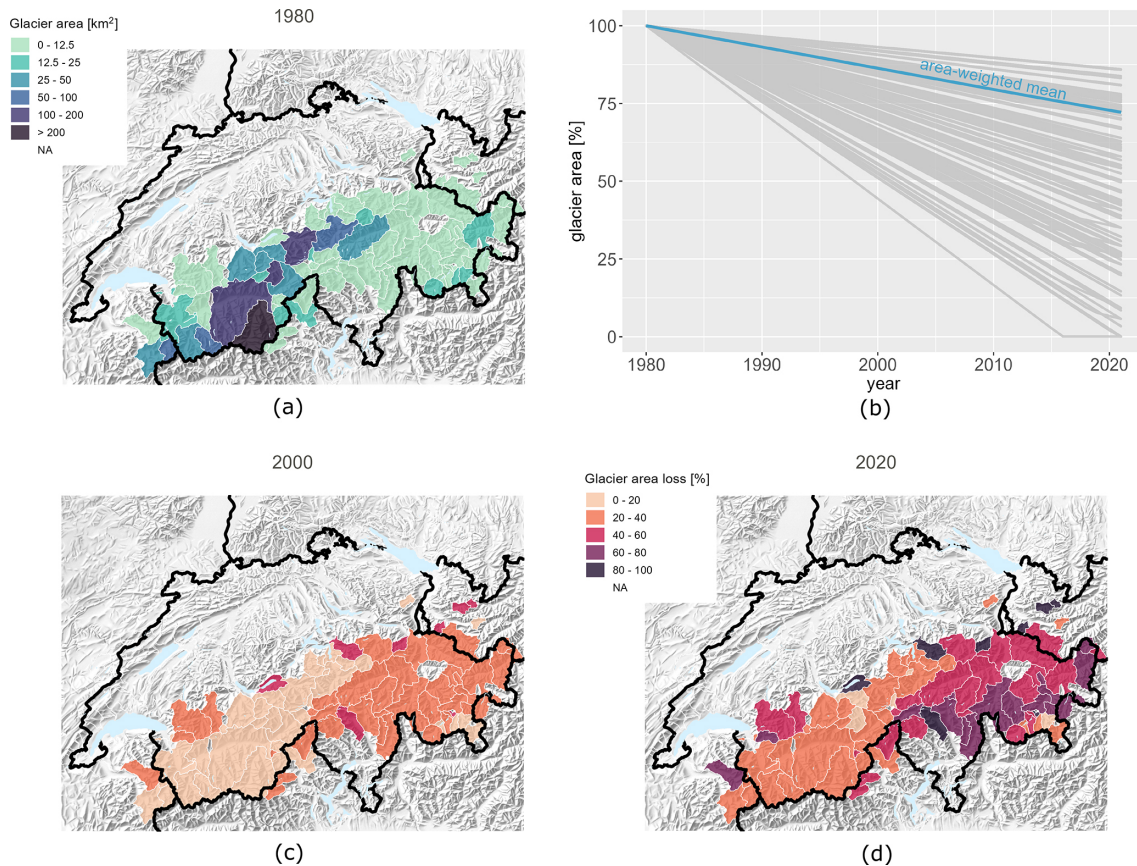 1980
Glacier area [km²]
0 - 12.5
12.5 - 25
25 - 50
50 - 100
100 - 200
> 200
NA
(a)
100
75
50
25
0
glacier area [%]
area-weighted mean
1980
1990
2000
2010
2020
year
(b)
2000
(c)
2020
Glacier area loss [%]
0 - 20
20 - 40
40 - 60
60 - 80
80 - 100
NA
(d)